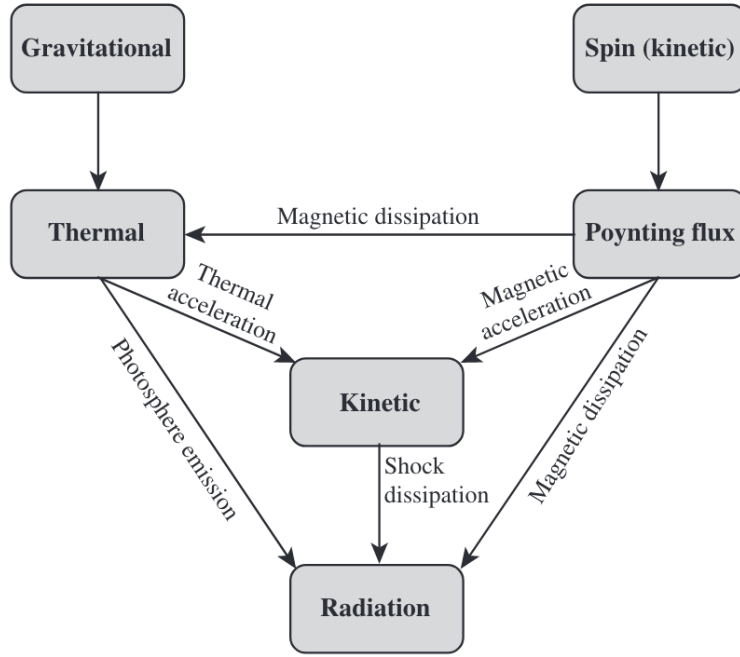 Gravitational
Spin (kinetic)
Thermal
Magnetic dissipation
Poynting flux
Thermal
acceleration
Magnetic
acceleration
Photosphere emission
Kinetic
Magnetic dissipation
Shock
dissipation
Radiation